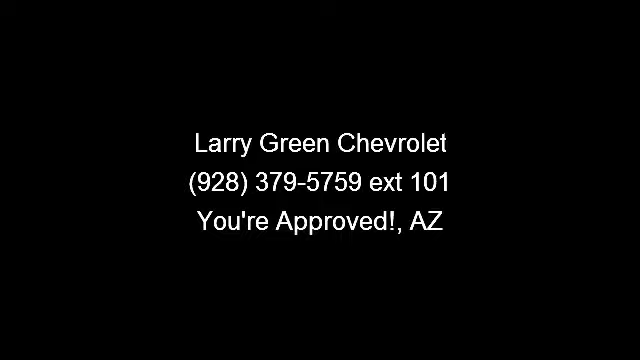 Larry Green Chevrolet
(928) 379-5759 ext 101
You're Approved!, AZ